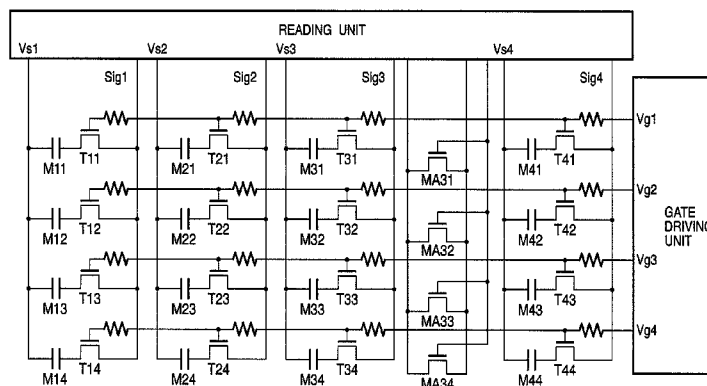 READING UNIT
Vs1 Vs2 Vs3 Vs4
Sig1 Sig2 Sig3 Sig4
Vg1
M11 T11 M21 T21 M31 T31 MA31 M41 T41
Vg2
M12 T12 M22 T22 M32 T32 MA32 M42 T42
GATE
DRIVING
UNIT
Vg3
M13 T13 M23 T23 M33 T33 MA33 M43 T43
Vg4
M14 T14 M24 T24 M34 T34 MA34 M44 T44